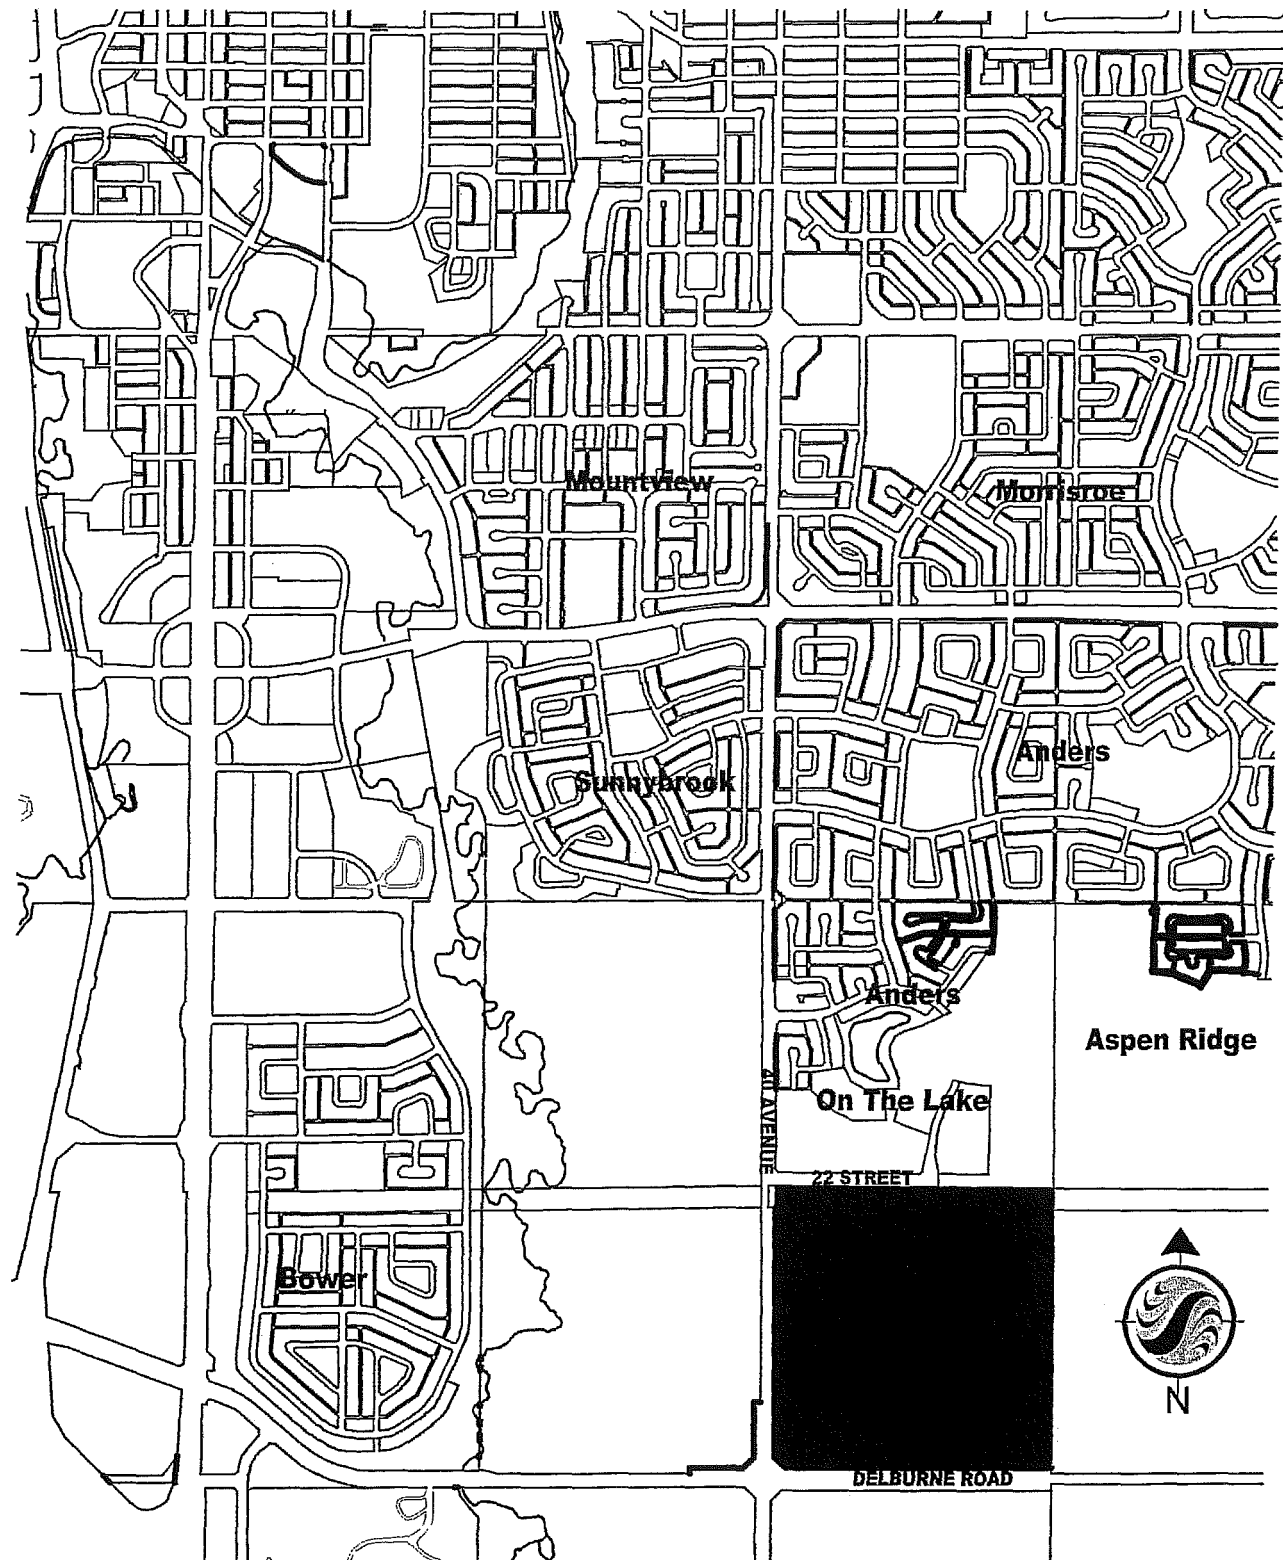 Mountview
Morrisroe
Anders
Sunnybrook
Anders
Aspen Ridge
On The Lake
40 AVENUE
22 STREET
Bower
N
DELBURNE ROAD